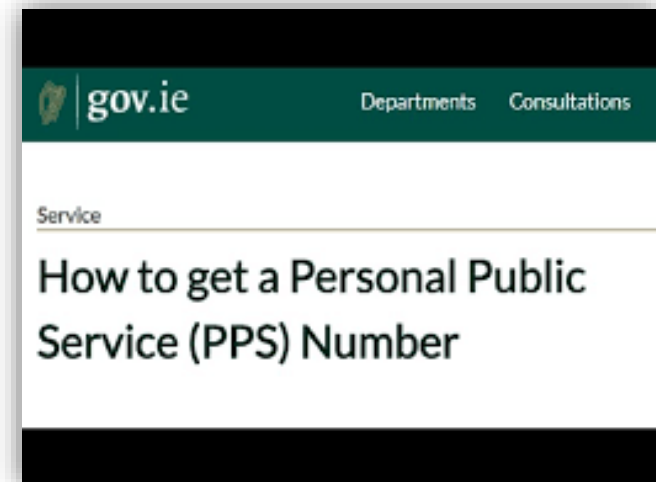 gov.ie Departments Consultations
Service
How to get a Personal Public
Service (PPS) Number